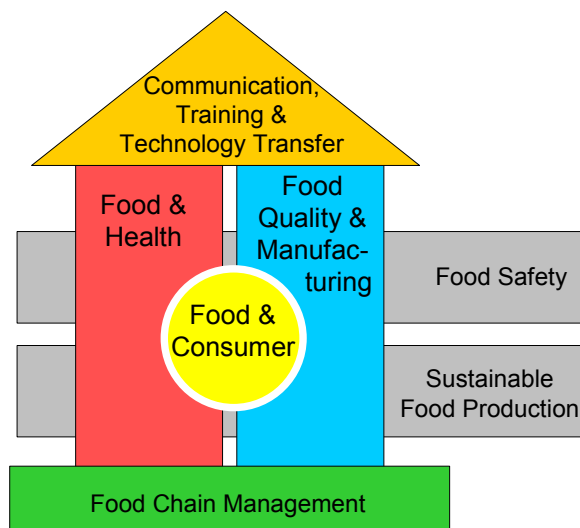 Communication,
Training &
Technology Transfer
Food &
Health
Food
Quality &
Manufac-
turing
Food Safety
Food &
Consumer
Sustainable
Food Production
Food Chain Management